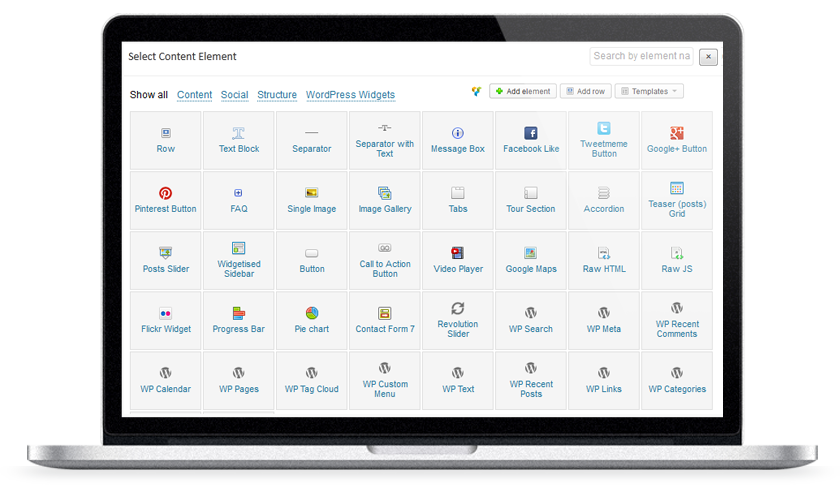 Select Content Element
Search by element na
Show all Content Social Structure WordPress Widgets
Add element Add row Templates
Row
Text Block
Separator
Separator with
Text
Message Box
Facebook Like
Tweetmeme
Button
Google+ Button
Pinterest Button
FAQ
Single Image
Image Gallery
Tabs
Tour Section
Accordion
Teaser (posts)
Grid
Posts Slider
Widgetised
Sidebar
Button
Call to Action
Button
Video Player
Google Maps
Raw HTML
Raw JS
Flickr Widget
Progress Bar
Pie chart
Contact Form 7
Revolution
Slider
WP Search
WP Meta
WP Recent
Comments
WP Calendar
WP Pages
WP Tag Cloud
WP Custom
Menu
WP Text
WP Recent
Posts
WP Links
WP Categories